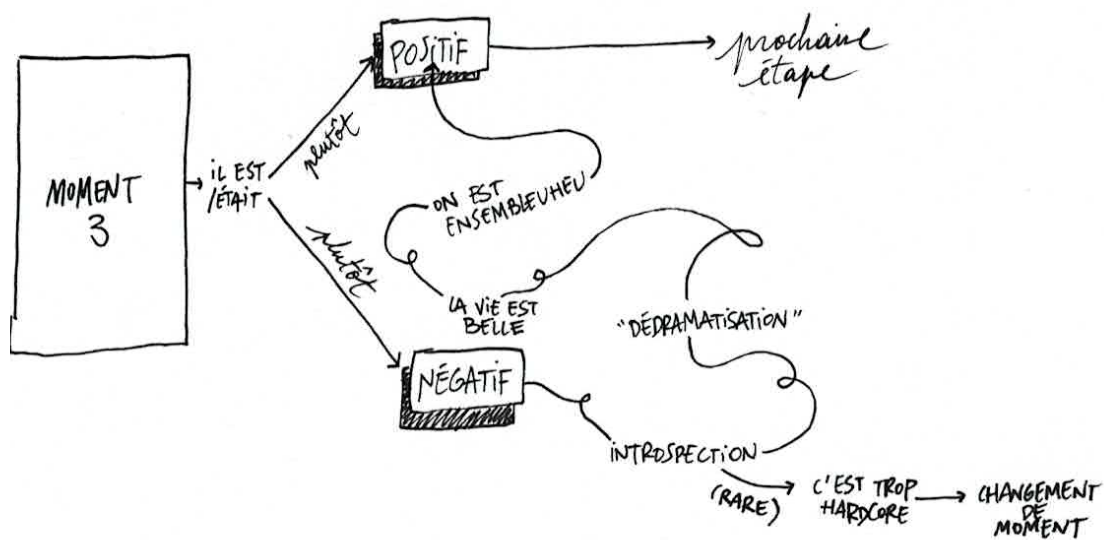 MOMENT
3
iL EST
/ÉTAIT
plutôt
POSITIF
prochaine
étape
plutôt
ON EST
ENSEMBLEUHEU
LA VIE EST
BELLE
"DÉDRAMATISATION"
NÉGATIF
INTROSPECTION
(RARE)
C'EST TROP
HARDCORE
CHANGEMENT
DE
MOMENT